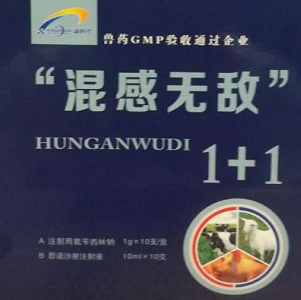 兽药GMP验收通过企业
“混感无敌”
HUNGANWUDI
1+1
A 注射用氨苄西林钠 1g×10支/盒
B 恩诺沙星注射液 10ml×10支